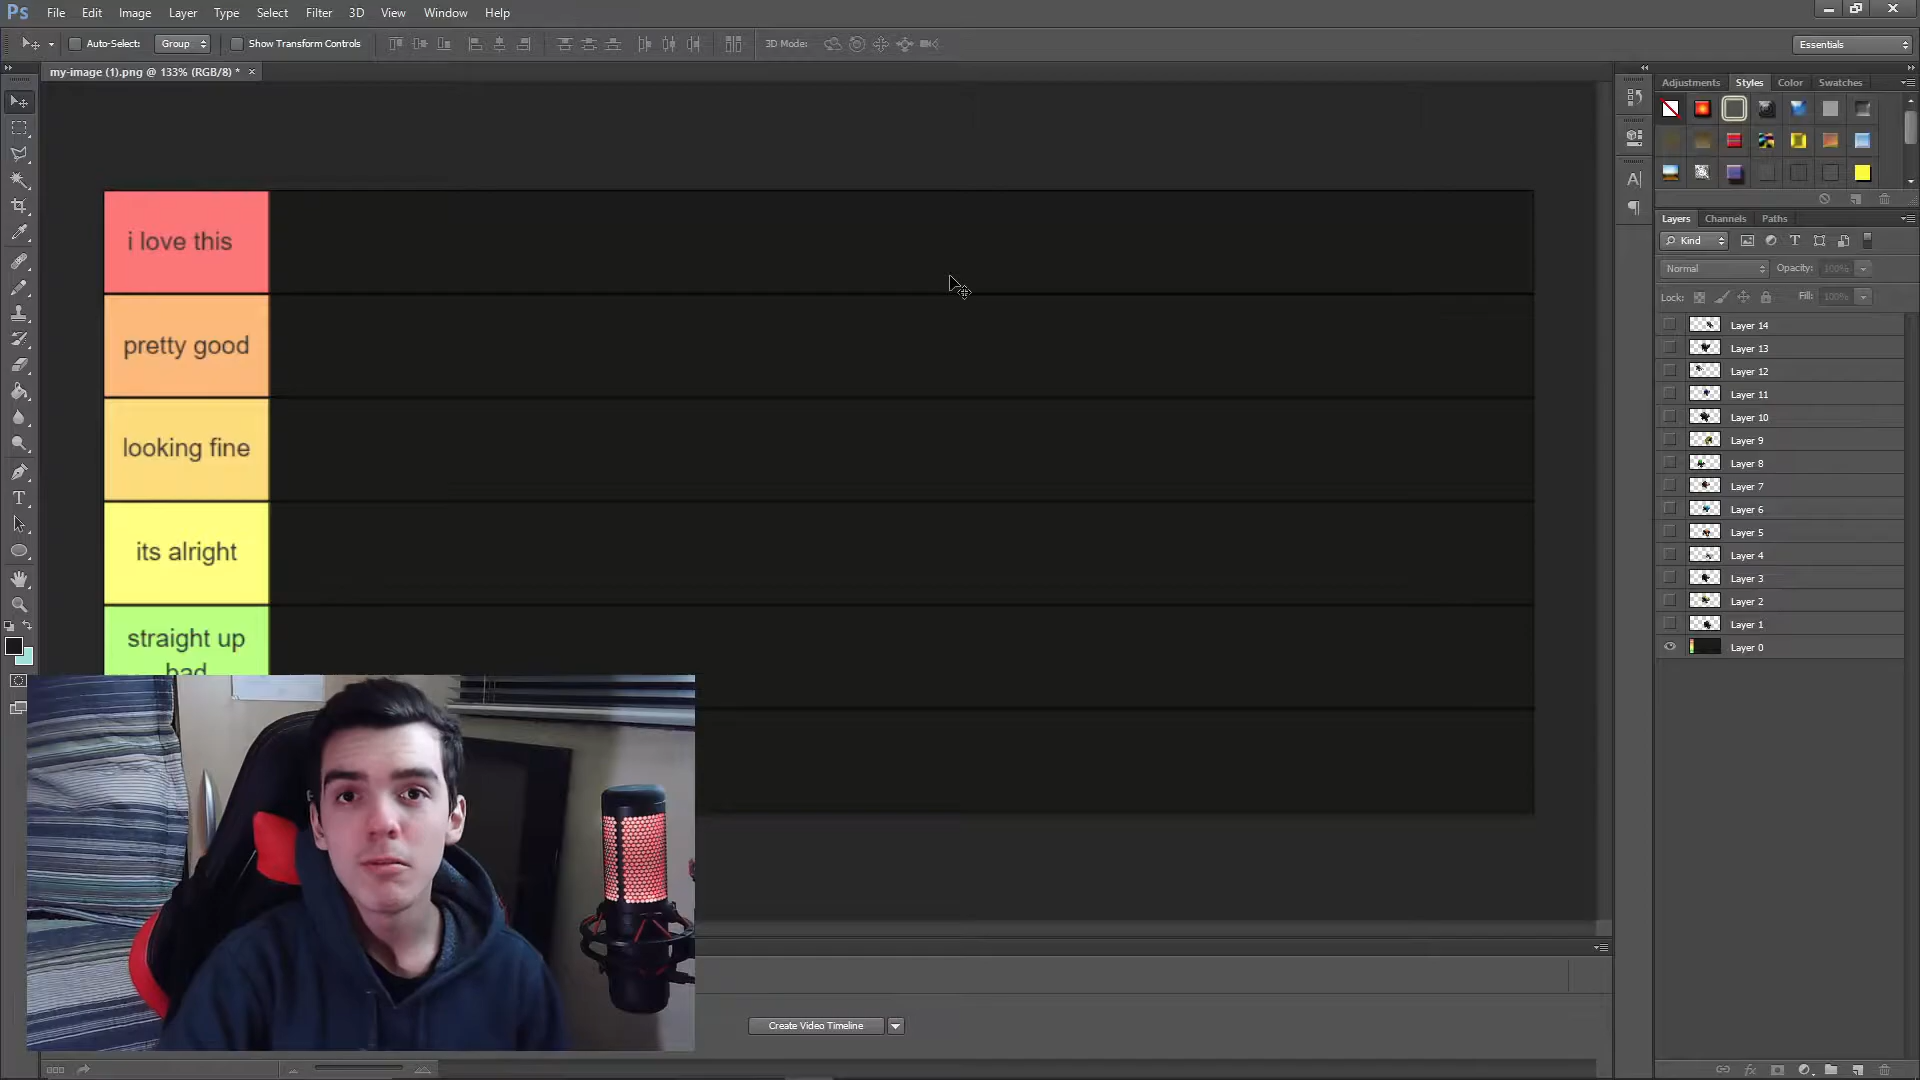 Ps File Edit Image Layer Type Select Filter 3D View Window Help
Auto-Select: Group Show Transform Controls 3D Mode: Essentials
my-image (1).png @ 133% (RGB/8) * ×
Adjustments Styles Color Swatches
Layers Channels Paths
Kind
Normal Opacity: 100%
Lock: Fill: 100%
Layer 14
Layer 13
Layer 12
Layer 11
Layer 10
Layer 9
Layer 8
Layer 7
Layer 6
Layer 5
Layer 4
Layer 3
Layer 2
Layer 1
Layer 0
i love this
pretty good
looking fine
its alright
straight up
bad
Create Video Timeline